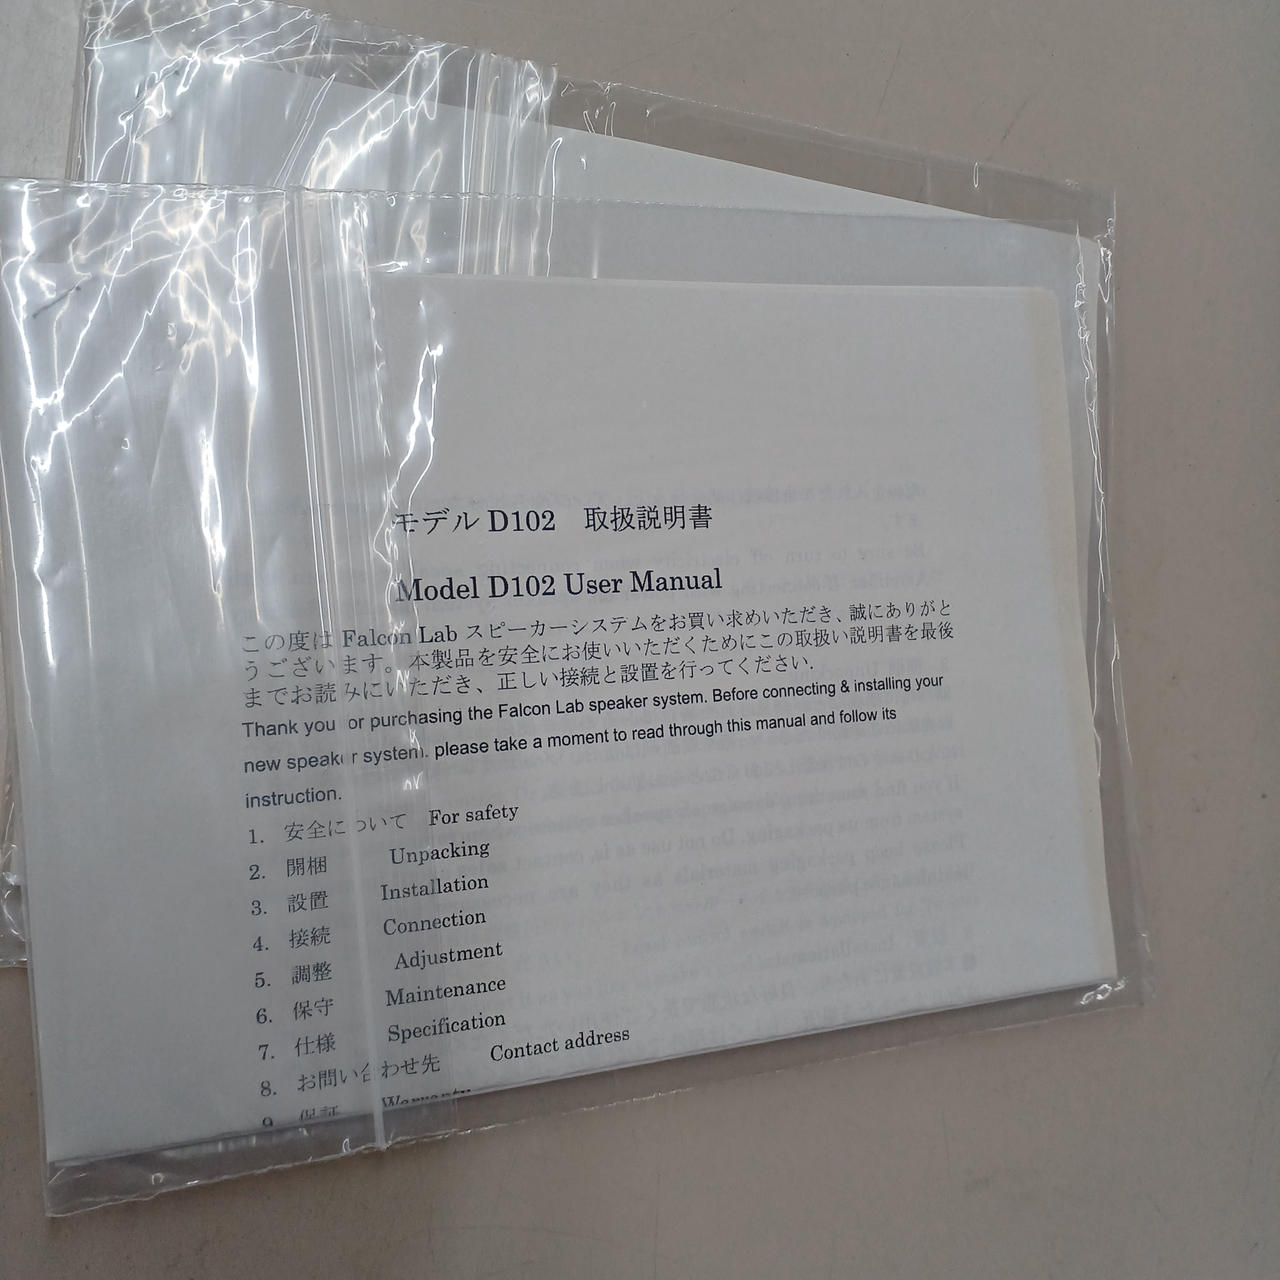 モデル D102　取扱説明書
Model D102 User Manual
この度は Falcon Lab スピーカーシステムをお買い求めいただき、誠にありがと
うございます。本製品を安全にお使いいただくためにこの取扱い説明書を最後
までお読みにいただき、正しい接続と設置を行ってください.
Thank you for purchasing the Falcon Lab speaker system. Before connecting & installing your
new speaker system. please take a moment to read through this manual and follow its
instruction.
1. 安全について For safety
2. 開梱 Unpacking
3. 設置 Installation
4. 接続 Connection
5. 調整 Adjustment
6. 保守 Maintenance
7. 仕様 Specification
8. お問い合わせ先 Contact address
9. 保証 Warranty